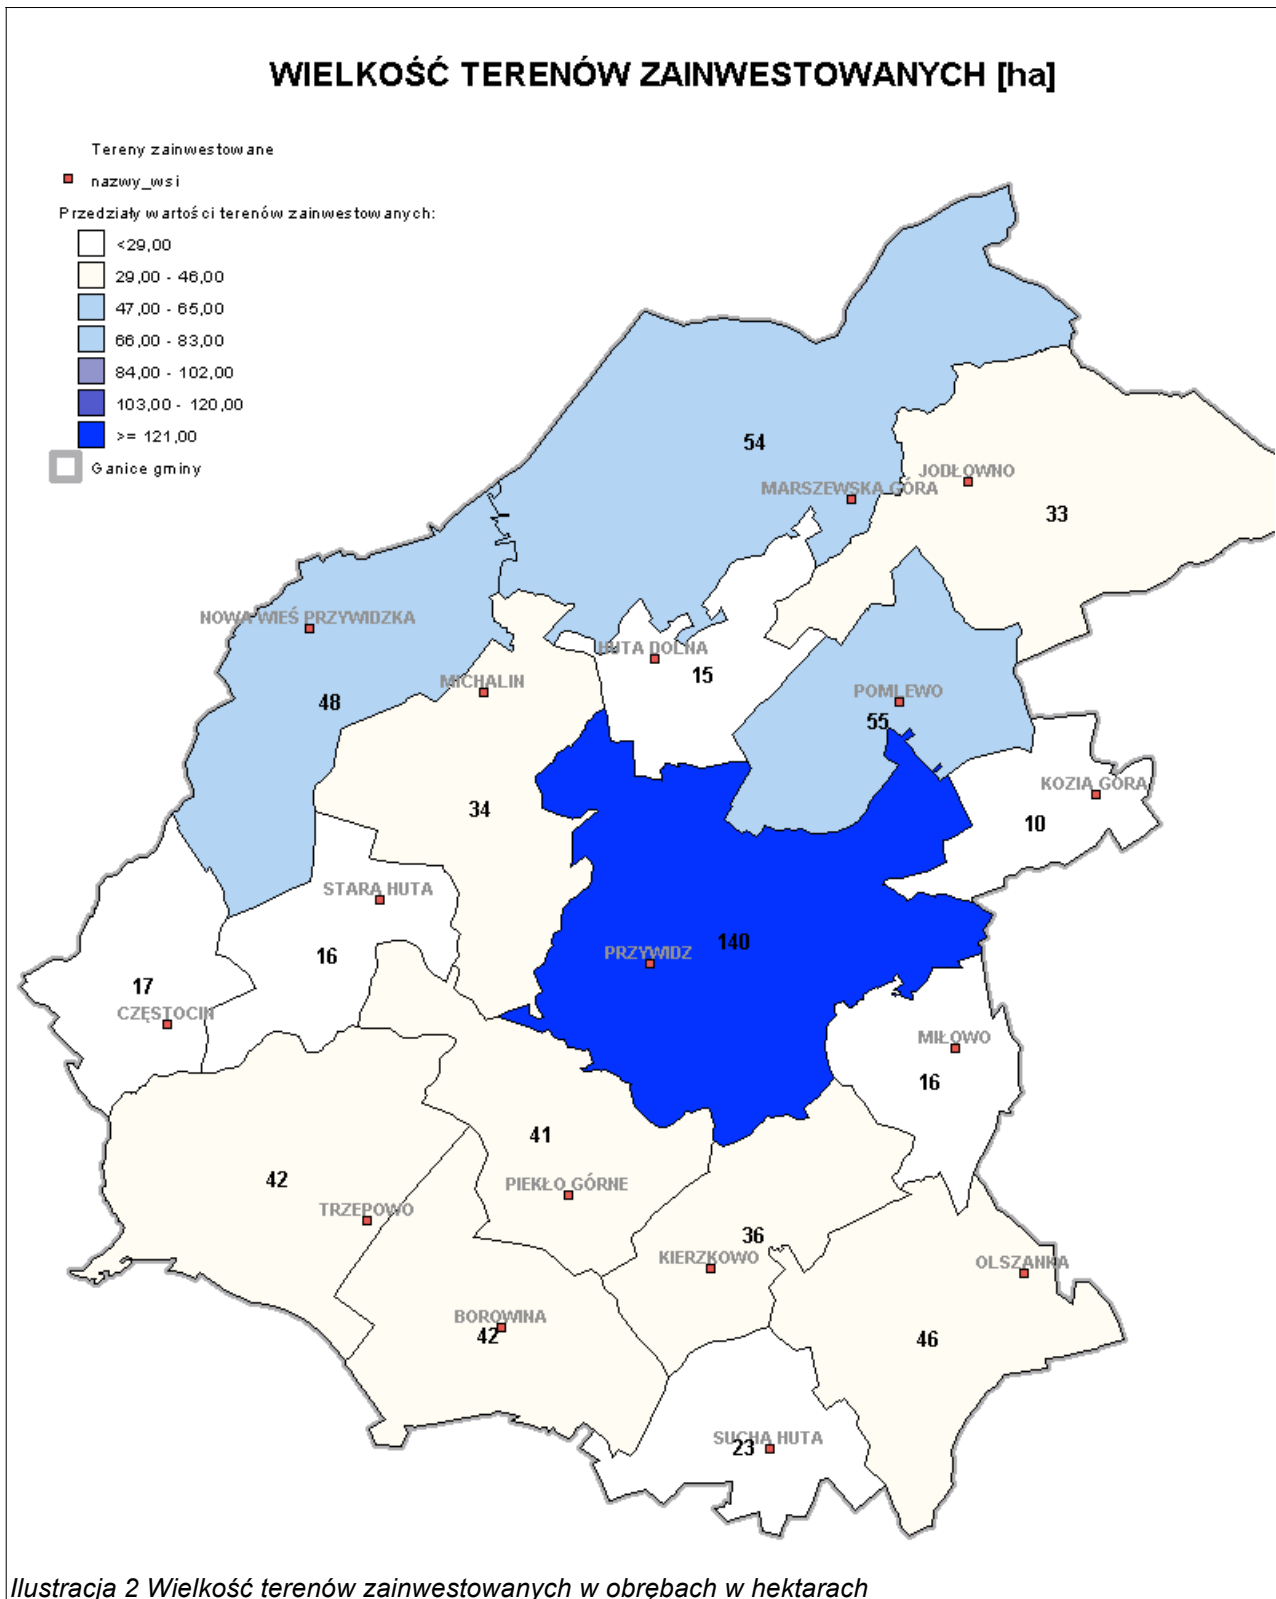 WIELKOŚĆ TERENÓW ZAINWESTOWANYCH [ha]
Tereny zainwestowane
nazwy_wsi
Przedziały wartości terenów zainwestowanych:
<29,00
29,00 - 46,00
47,00 - 65,00
66,00 - 83,00
84,00 - 102,00
103,00 - 120,00
>= 121,00
Ganice gminy
54
JODŁOWNO
MARSZEWSKA GÓRA
33
NOWA WIEŚ PRZYWIDZKA
HUTA DOLNA
15
MICHALIN
48
POMLEWO
55
KOZIA GÓRA
34
10
STARA HUTA
16
PRZYWIDZ
140
17
CZĘSTOCIN
MIŁOWO
16
41
42
PIEKŁO GÓRNE
TRZEPOWO
36
KIERZKOWO
OLSZANKA
BOROWINA
42
46
SUCHA HUTA
23
Ilustracja 2 Wielkość terenów zainwestowanych w obrębach w hektarach